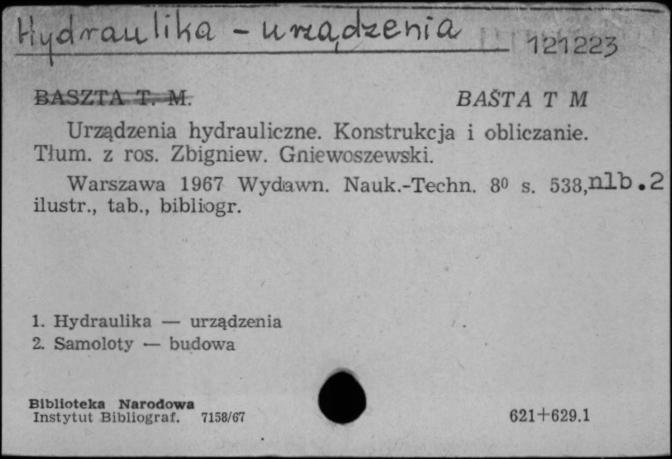 Hydraulika - urządzenia
121223
BASZTA T. M. BAŠTA T M
Urządzenia hydrauliczne. Konstrukcja i obliczanie.
Tłum. z ros. Zbigniew. Gniewoszewski.
Warszawa 1967 Wydawn. Nauk.-Techn. 8⁰ s. 538, nlb.2
ilustr., tab., bibliogr.
1. Hydraulika — urządzenia
2. Samoloty — budowa
Biblioteka Narodowa
Instytut Bibliograf. 7158/67 621+629.1